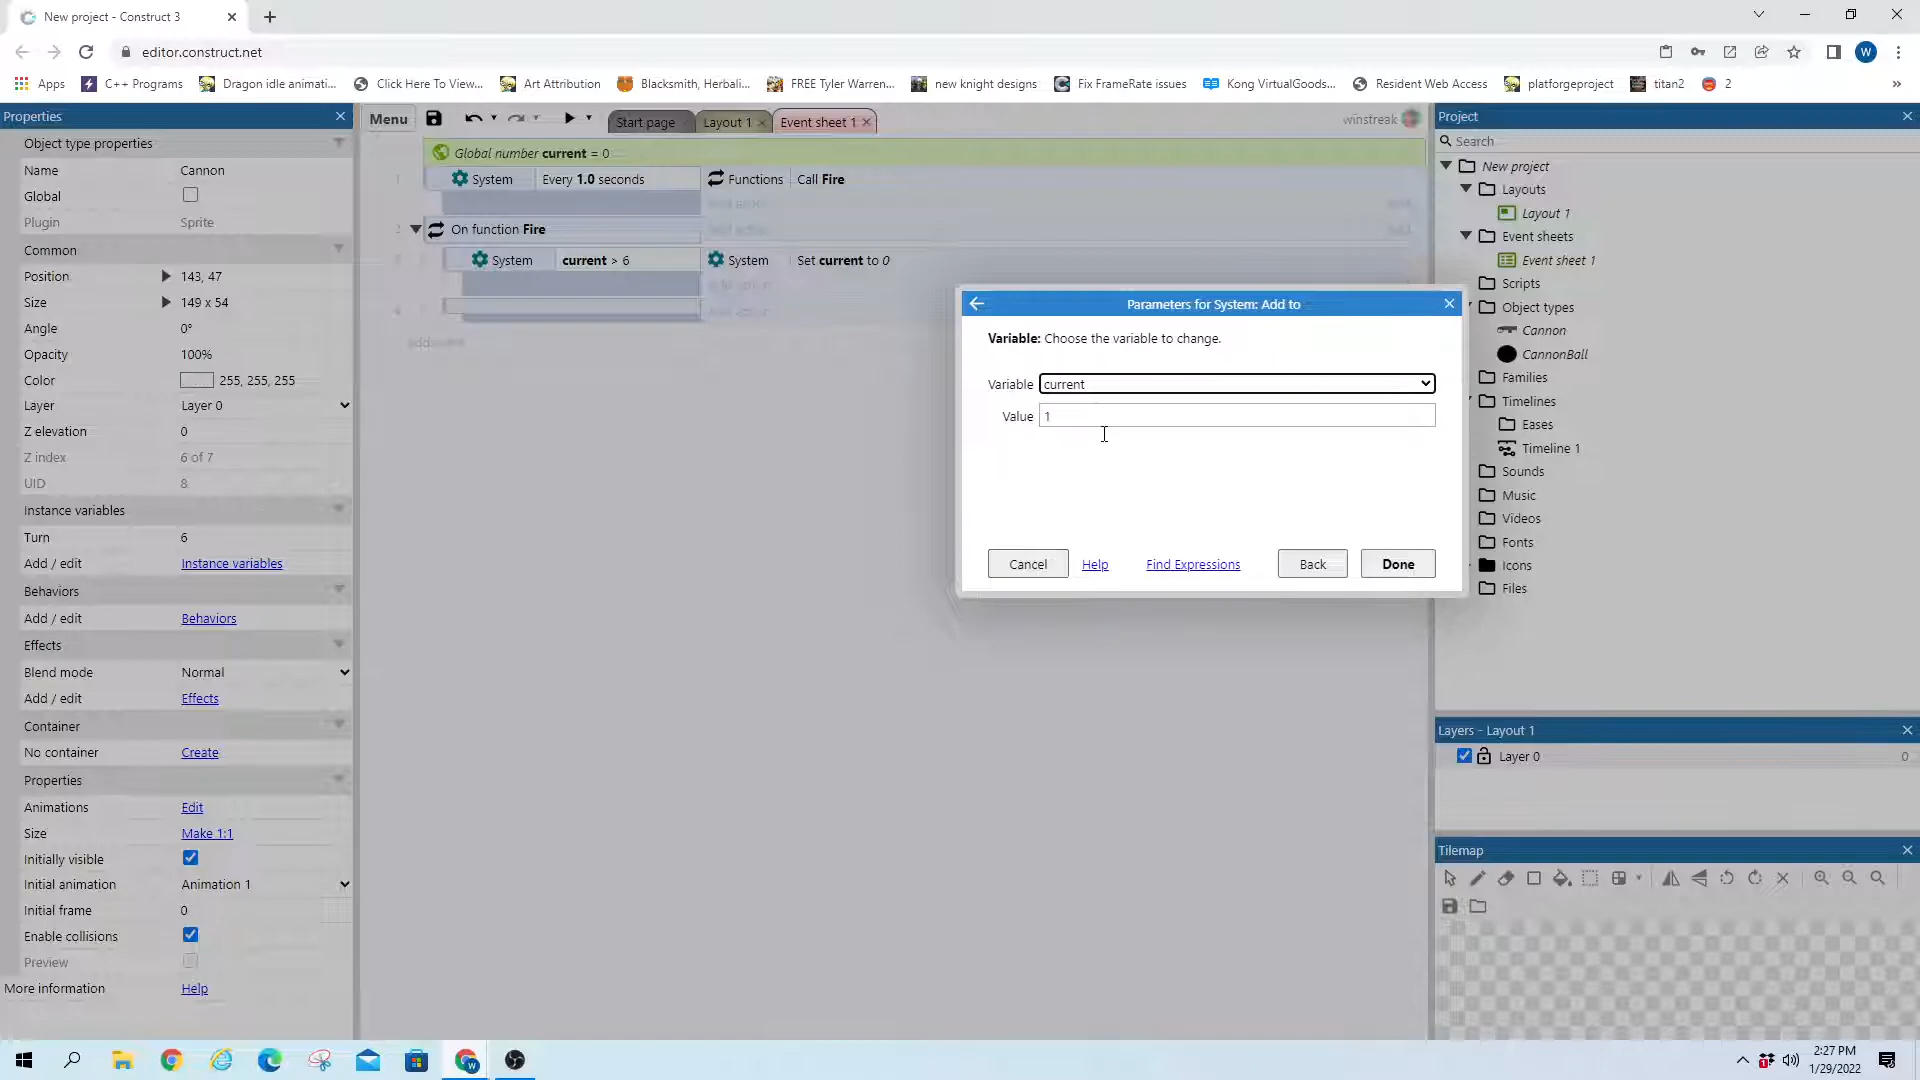 New project - Construct 3
editor.construct.net
W
Apps
C++ Programs
Dragon idle animati...
Click Here To View...
Art Attribution
Blacksmith, Herbali...
FREE Tyler Warren...
new knight designs
Fix FrameRate issues
Kong VirtualGoods...
Resident Web Access
platforgeproject
titan2
2
»
Properties
Object type properties
Name Cannon
Global
Plugin Sprite
Common
Position 143, 47
Size 149 x 54
Angle 0°
Opacity 100%
Color 255, 255, 255
Layer Layer 0
Z elevation 0
Z index 6 of 7
UID 8
Instance variables
Turn 6
Add / edit Instance variables
Behaviors
Add / edit Behaviors
Effects
Blend mode Normal
Add / edit Effects
Container
No container Create
Properties
Animations Edit
Size Make 1:1
Initially visible
Initial animation Animation 1
Initial frame 0
Enable collisions
Preview
More information Help
Menu
Start page
Layout 1
Event sheet 1
winstreak
Global number current = 0
1 System Every 1.0 seconds Functions Call Fire
2 On function Fire
System current > 6 System Set current to 0
4
Parameters for System: Add to
Variable: Choose the variable to change.
Variable current
Value 1
Cancel Help Find Expressions Back Done
Project
Search
New project
Layouts
Layout 1
Event sheets
Event sheet 1
Scripts
Object types
Cannon
CannonBall
Families
Timelines
Eases
Timeline 1
Sounds
Music
Videos
Fonts
Icons
Files
Layers - Layout 1
Layer 0 0
Tilemap
2:27 PM
1/29/2022